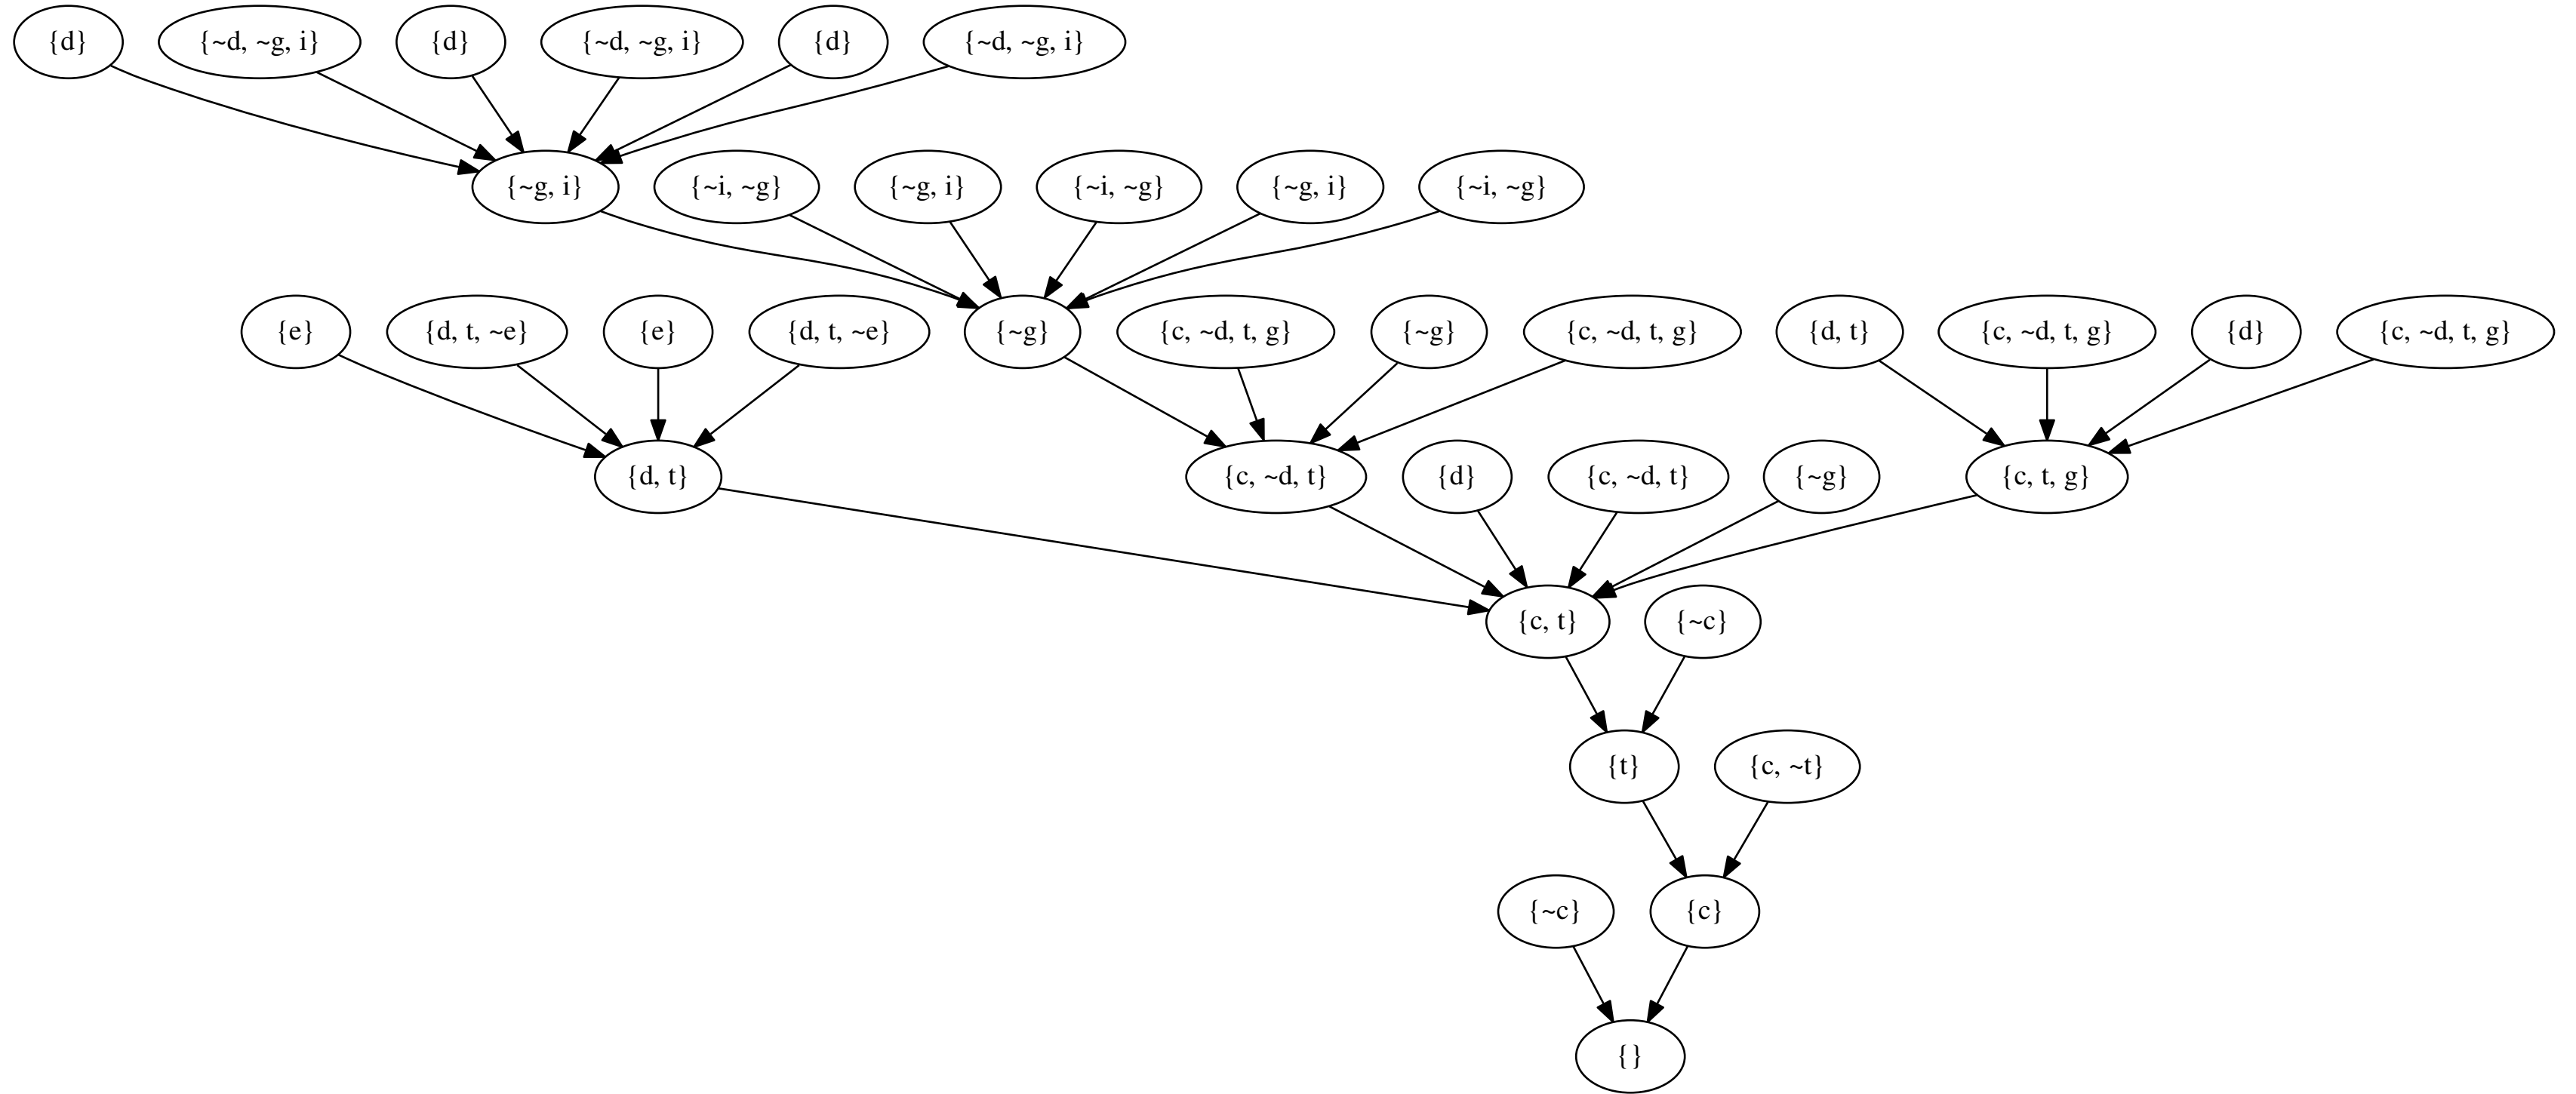 {d} {~d, ~g, i} {d} {~d, ~g, i} {d} {~d, ~g, i}
{~g, i} {~i, ~g} {~g, i} {~i, ~g} {~g, i} {~i, ~g}
{e} {d, t, ~e} {e} {d, t, ~e} {~g} {c, ~d, t, g} {~g} {c, ~d, t, g} {d, t} {c, ~d, t, g} {d} {c, ~d, t, g}
{d, t} {c, ~d, t} {d} {c, ~d, t} {~g} {c, t, g}
{c, t} {~c}
{t} {c, ~t}
{~c} {c}
{}